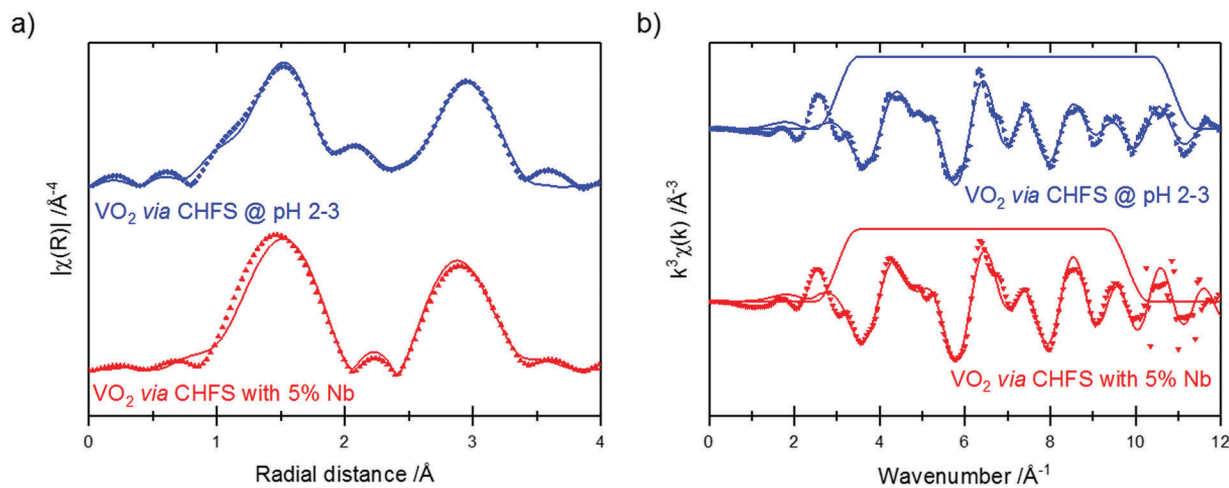 a)
|χ(R)| /Å⁻⁴
VO₂ via CHFS @ pH 2-3
VO₂ via CHFS with 5% Nb
0 1 2 3 4
Radial distance /Å
b)
k³χ(k) /Å⁻³
VO₂ via CHFS @ pH 2-3
VO₂ via CHFS with 5% Nb
0 2 4 6 8 10 12
Wavenumber /Å⁻¹